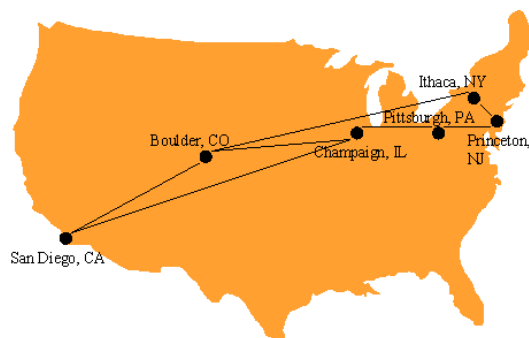 Ithaca, NY
Pittsburgh, PA
Boulder, CO
Champaign, IL
Princeton,
NJ
San Diego, CA